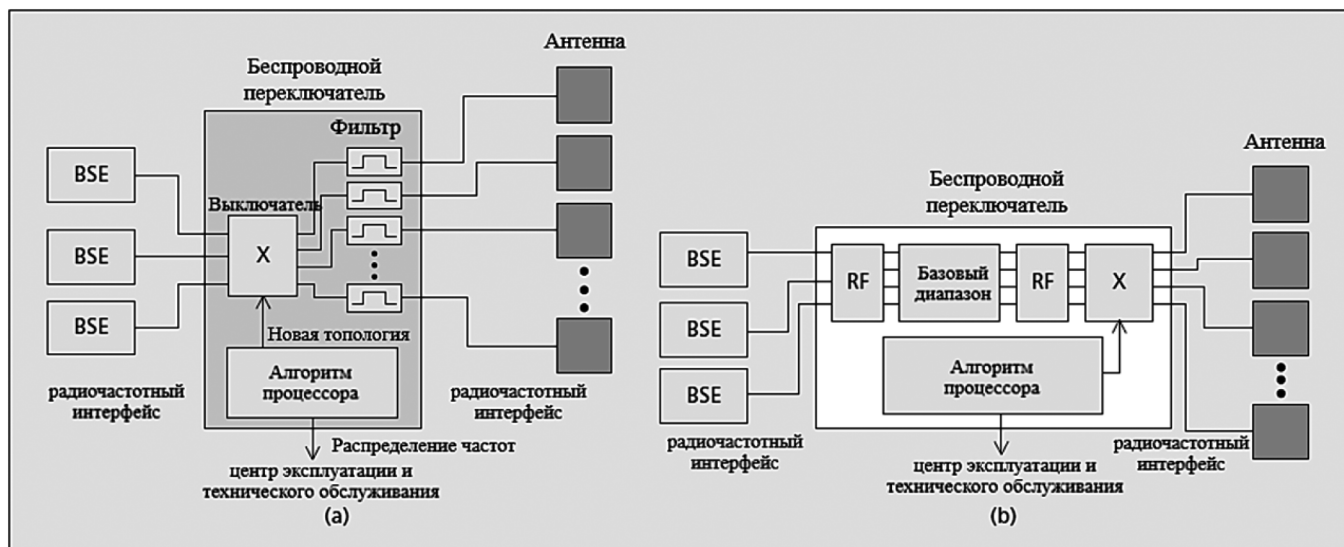 Антенна
Беспроводной
переключатель
Фильтр
BSE
Выключатель
X
BSE
BSE
Новая топология
Алгоритм
процессора
радиочастотный
интерфейс
радиочастотный
интерфейс
Распределение частот
центр эксплуатации и
технического обслуживания
(a)
Антенна
Беспроводной
переключатель
BSE
RF
Базовый
диапазон
RF
X
BSE
BSE
Алгоритм
процессора
радиочастотный
интерфейс
радиочастотный
интерфейс
центр эксплуатации и
технического обслуживания
(b)